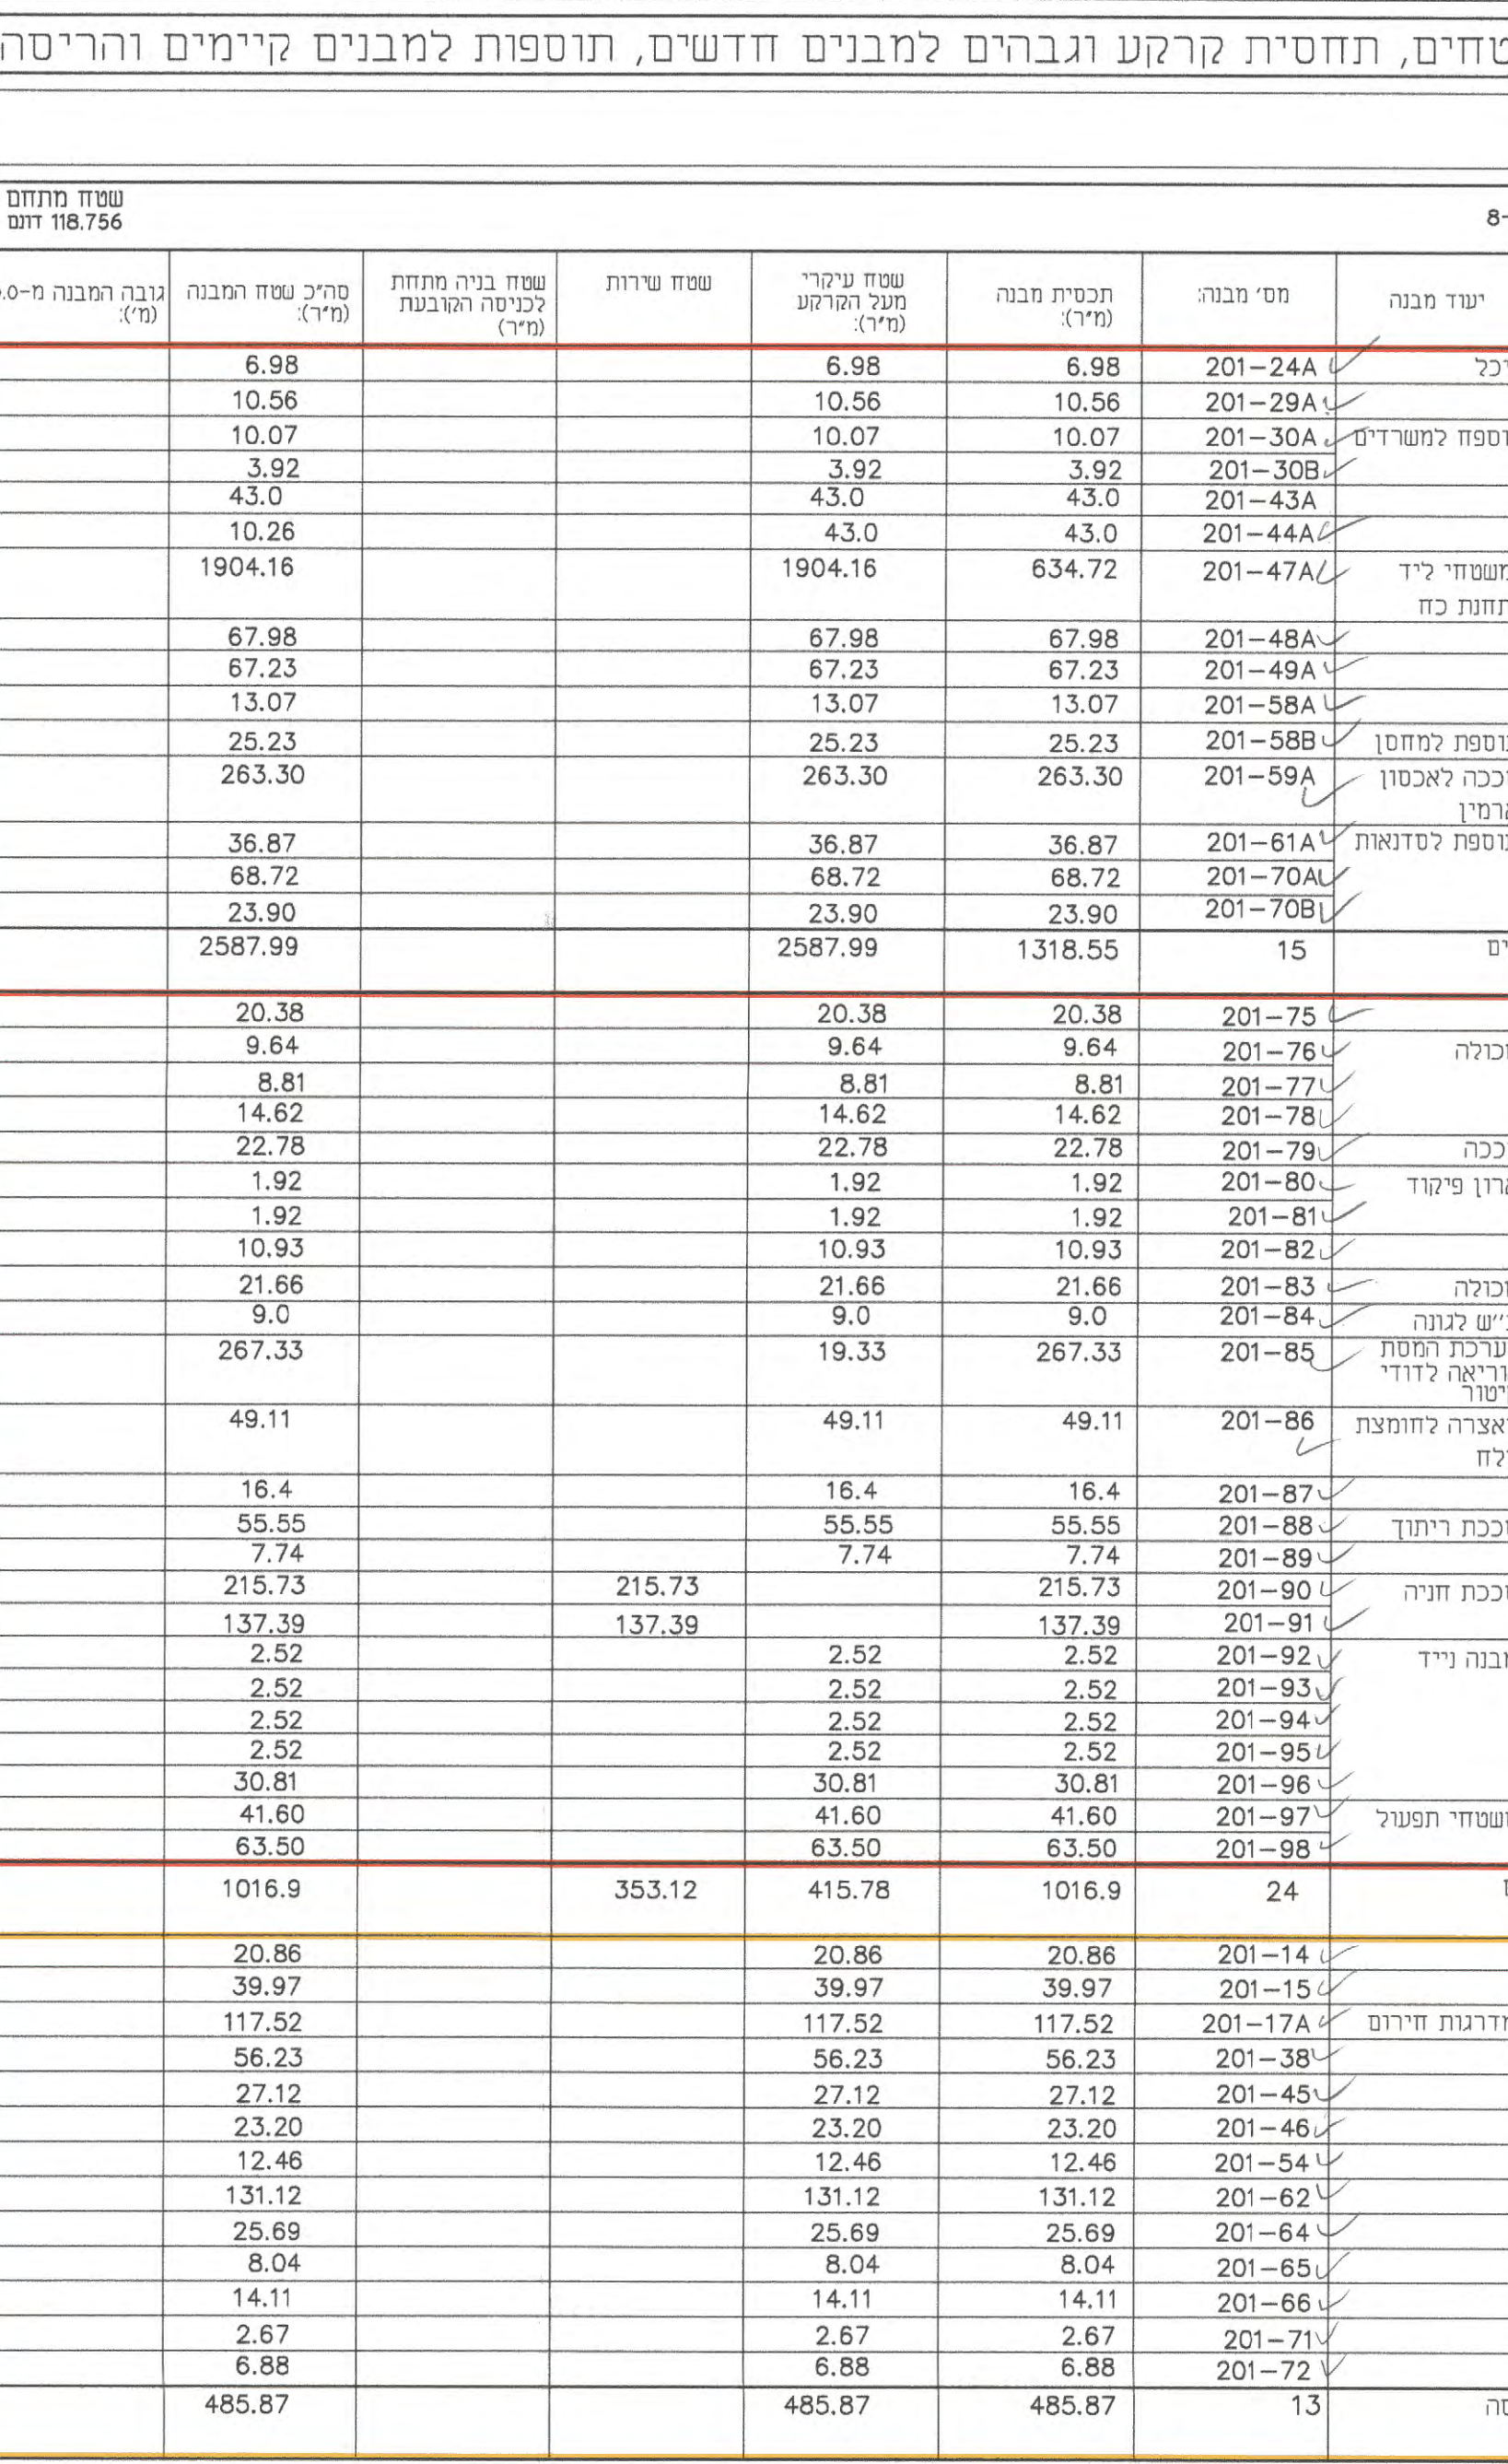 תחסית קרקע וגבהים למבנים חדשים, תוספות למבנים קיימים והריסה
שטח מתחם
118.756 דונם
8-
יעוד מבנה | מס׳ מבנה: | תכסית מבנה (מ״ר): | שטח עיקרי מעל הקרקע (מ״ר): | שטח שירות | שטח בניה מתחת לכניסה הקובעת (מ״ר) | סה״כ שטח המבנה (מ״ר): | גובה המבנה (מ׳):
201-24A 6.98 6.98 6.98
201-29A 10.56 10.56 10.56
למשרדים 201-30A 10.07 10.07 10.07
201-30B 3.92 3.92 3.92
201-43A 43.0 43.0 43.0
201-44A 43.0 43.0 10.26
ליד 201-47A 634.72 1904.16 1904.16
כח
201-48A 67.98 67.98 67.98
201-49A 67.23 67.23 67.23
201-58A 13.07 13.07 13.07
למחסן 201-58B 25.23 25.23 25.23
לאכסון 201-59A 263.30 263.30 263.30
לסדנאות 201-61A 36.87 36.87 36.87
201-70A 68.72 68.72 68.72
201-70B 23.90 23.90 23.90
15 1318.55 2587.99 2587.99
201-75 20.38 20.38 20.38
201-76 9.64 9.64 9.64
201-77 8.81 8.81 8.81
201-78 14.62 14.62 14.62
201-79 22.78 22.78 22.78
פיקוד 201-80 1.92 1.92 1.92
201-81 1.92 1.92 1.92
201-82 10.93 10.93 10.93
201-83 21.66 21.66 21.66
לגונה 201-84 9.0 9.0 9.0
המסת 201-85 267.33 19.33 267.33
לדודי
לחומצת 201-86 49.11 49.11 49.11
201-87 16.4 16.4 16.4
ריתוך 201-88 55.55 55.55 55.55
201-89 7.74 7.74 7.74
חניה 201-90 215.73 215.73 215.73
201-91 137.39 137.39 137.39
נייד 201-92 2.52 2.52 2.52
201-93 2.52 2.52 2.52
201-94 2.52 2.52 2.52
201-95 2.52 2.52 2.52
201-96 30.81 30.81 30.81
תפעול 201-97 41.60 41.60 41.60
201-98 63.50 63.50 63.50
24 1016.9 415.78 353.12 1016.9
201-14 20.86 20.86 20.86
201-15 39.97 39.97 39.97
חירום 201-17A 117.52 117.52 117.52
201-38 56.23 56.23 56.23
201-45 27.12 27.12 27.12
201-46 23.20 23.20 23.20
201-54 12.46 12.46 12.46
201-62 131.12 131.12 131.12
201-64 25.69 25.69 25.69
201-65 8.04 8.04 8.04
201-66 14.11 14.11 14.11
201-71 2.67 2.67 2.67
201-72 6.88 6.88 6.88
13 485.87 485.87 485.87